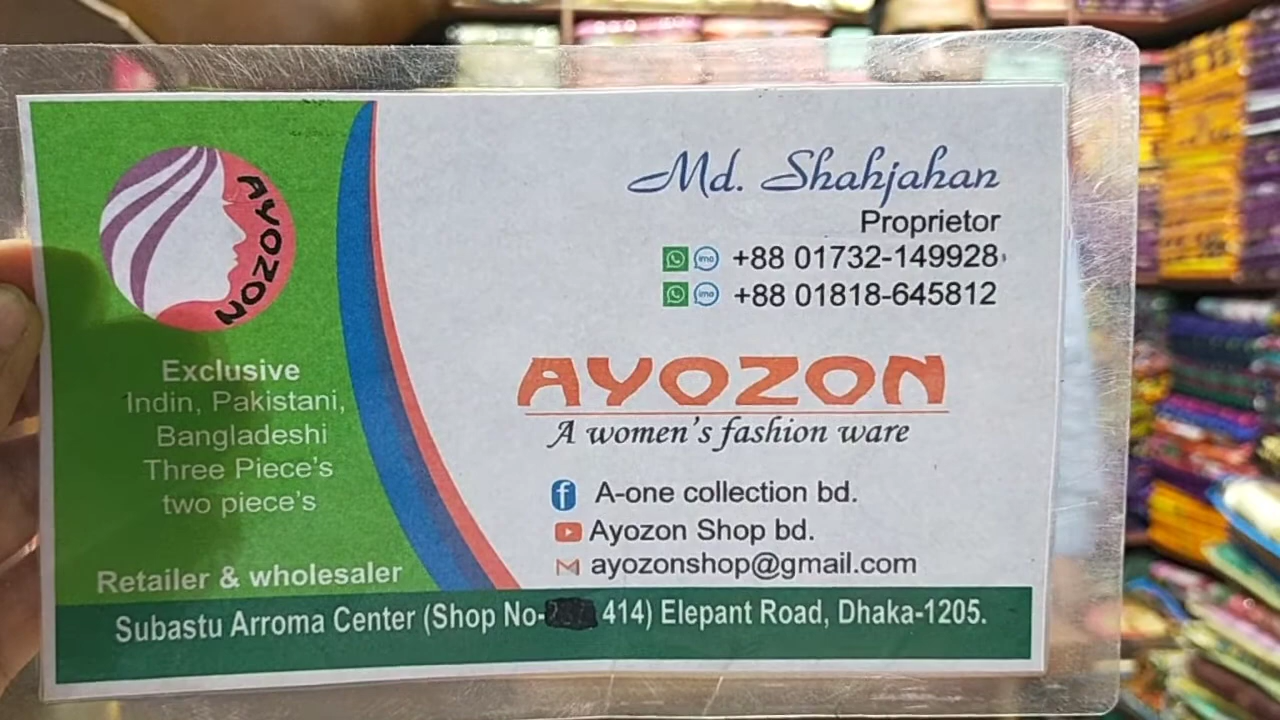 AYOZON
Exclusive
Indin, Pakistani,
Bangladeshi
Three Piece's
two piece's
Retailer & wholesaler
Md. Shahjahan
Proprietor
+88 01732-149928
+88 01818-645812
AYOZON
A women's fashion ware
A-one collection bd.
Ayozon Shop bd.
ayozonshop@gmail.com
Subastu Arroma Center (Shop No- 414) Elepant Road, Dhaka-1205.